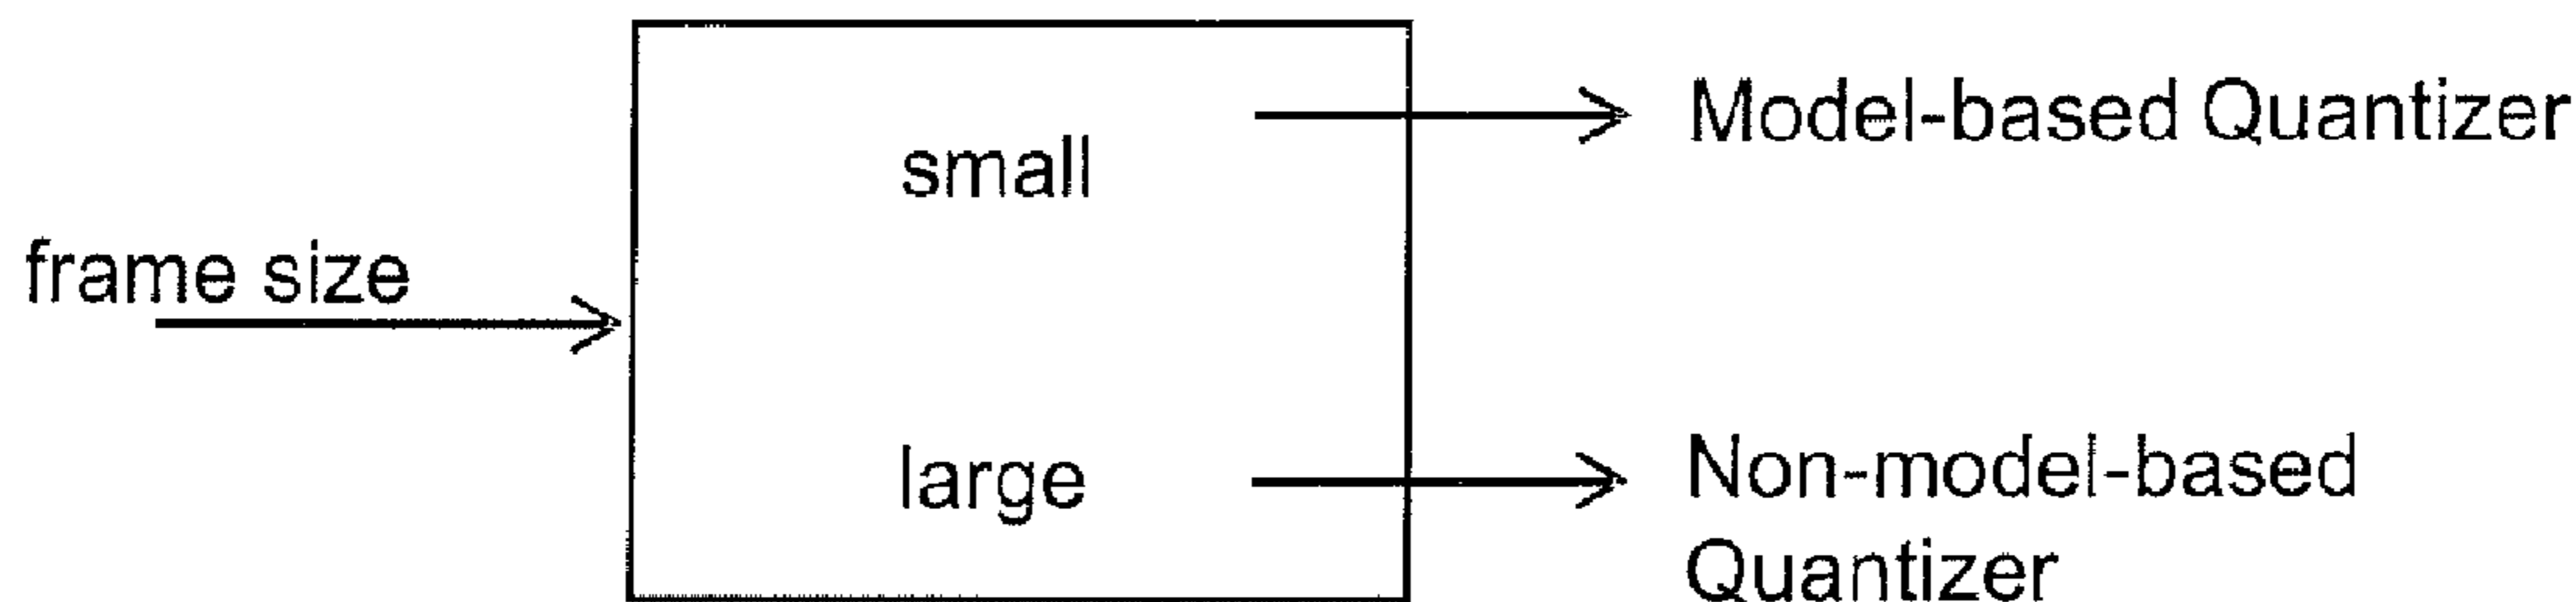 frame size
small
large
Model-based Quantizer
Non-model-based
Quantizer